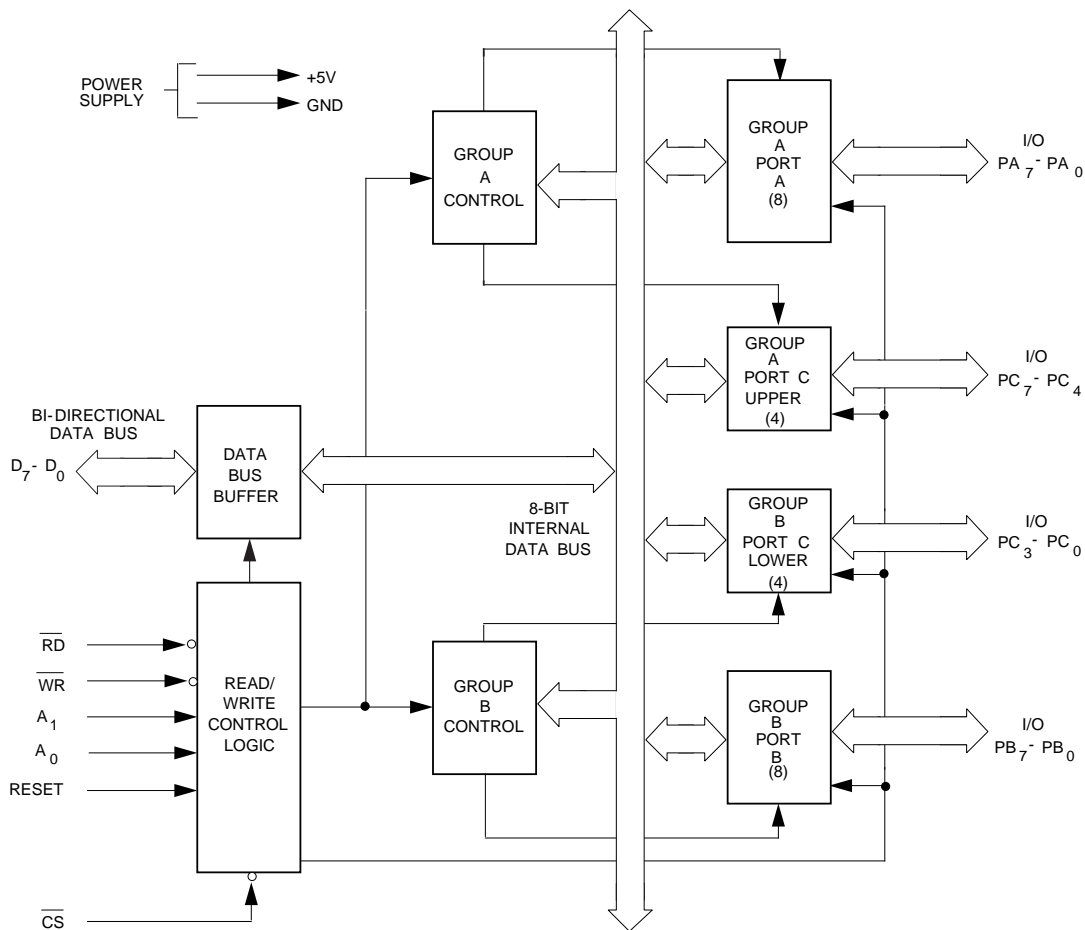 POWER
SUPPLY
+5V
GND
GROUP
A
CONTROL
GROUP
A
PORT
A
(8)
I/O
PA7- PA0
GROUP
A
PORT C
UPPER
(4)
I/O
PC7- PC4
BI-DIRECTIONAL
DATA BUS
D7- D0
DATA
BUS
BUFFER
8-BIT
INTERNAL
DATA BUS
GROUP
B
PORT C
LOWER
(4)
I/O
PC3- PC0
RD
WR
A1
A0
RESET
CS
READ/
WRITE
CONTROL
LOGIC
GROUP
B
CONTROL
GROUP
B
PORT
B
(8)
I/O
PB7- PB0